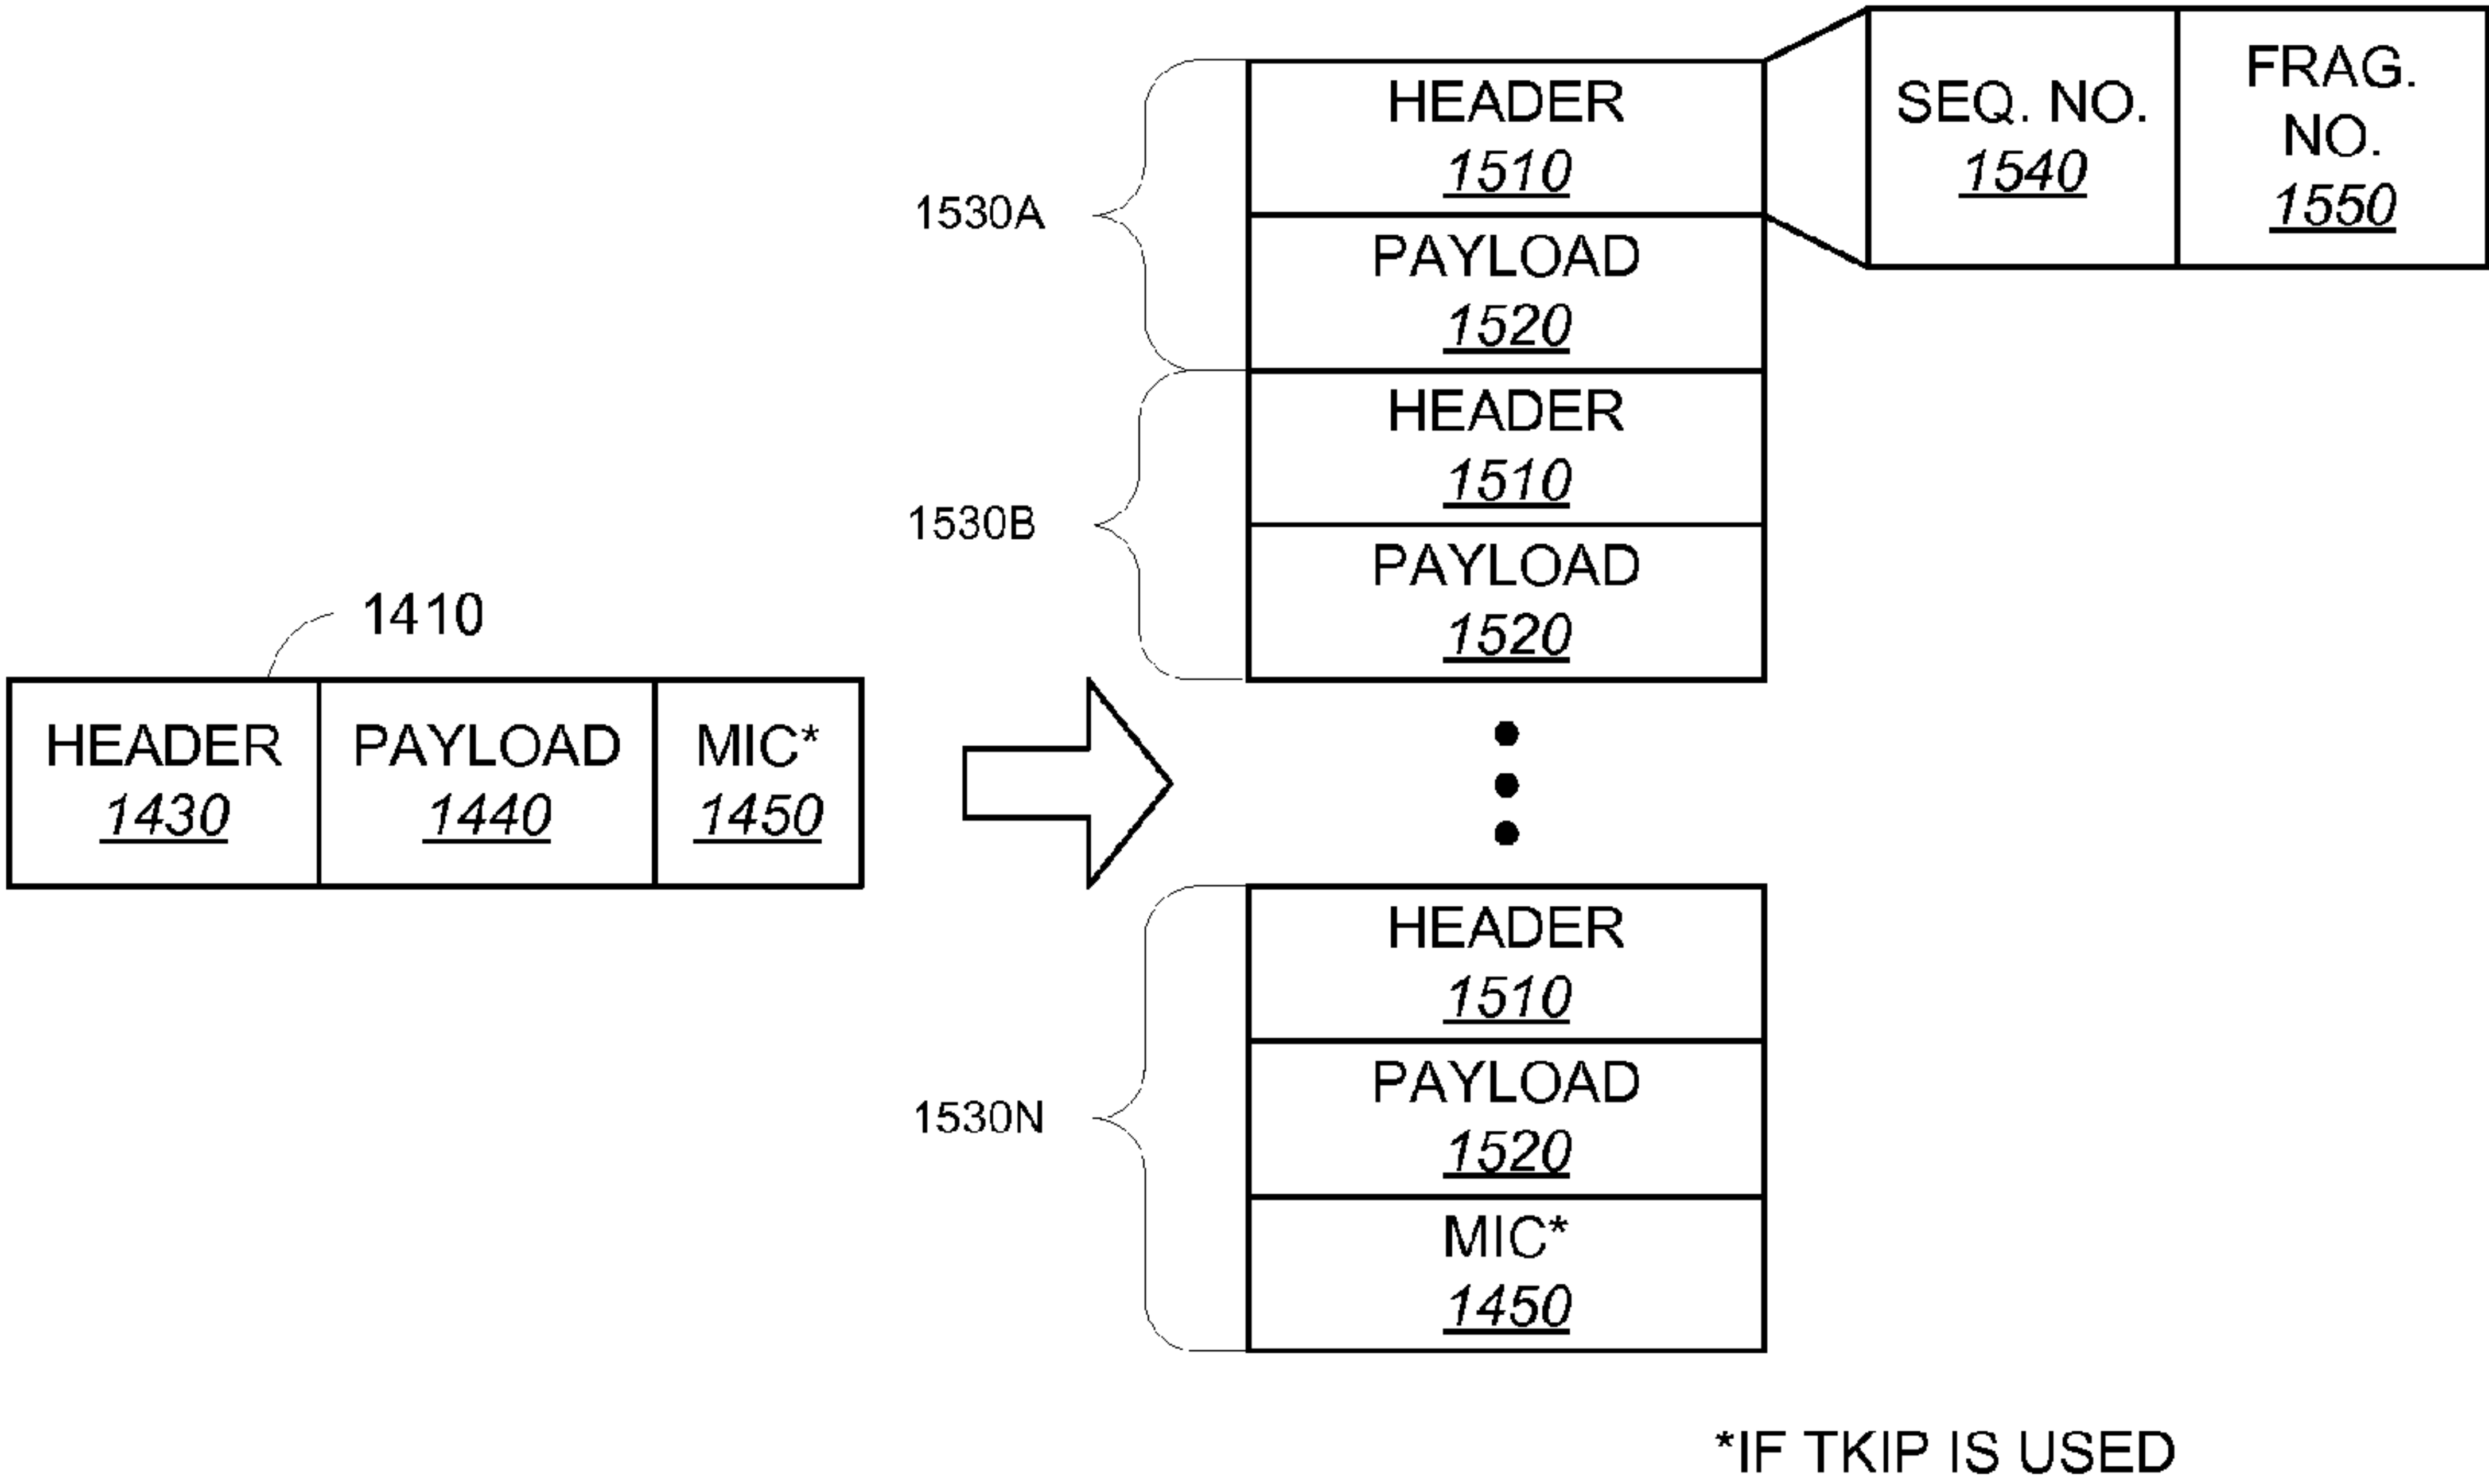 HEADER
1510
SEQ. NO.
1540
FRAG.
NO.
1550
1530A
PAYLOAD
1520
HEADER
1510
1530B
PAYLOAD
1520
1410
HEADER
1430
PAYLOAD
1440
MIC*
1450
HEADER
1510
1530N
PAYLOAD
1520
MIC*
1450
*IF TKIP IS USED